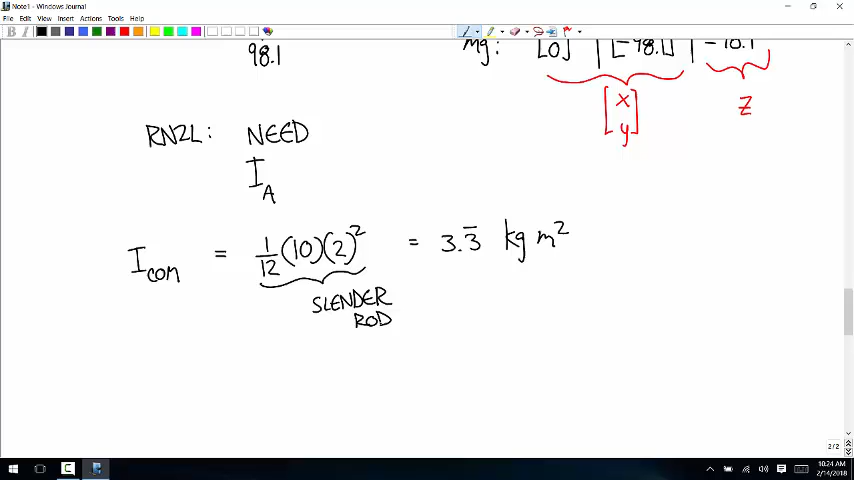 Note1 - Windows Journal
File Edit View Insert Actions Tools Help
B I
98.1
mg: [0] | [-98.1] | -10.1
[x y]
z
RN2L: NEED
I_A
I_com = 1/12 (10)(2)² = 3.3̅ kg m²
SLENDER
ROD
2/2
10:24 AM
2/14/2018